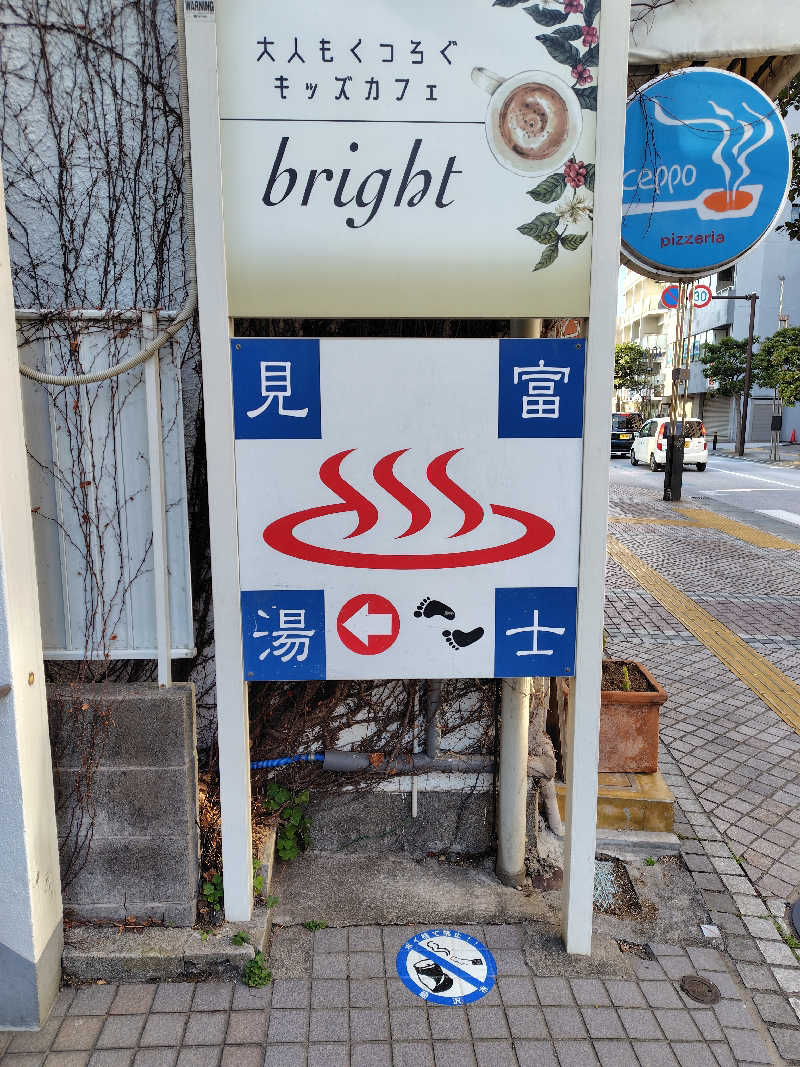 WARNING
大人もくつろぐ
キッズカフェ
bright
ceppo
pizzeria
30
富
士
見
湯